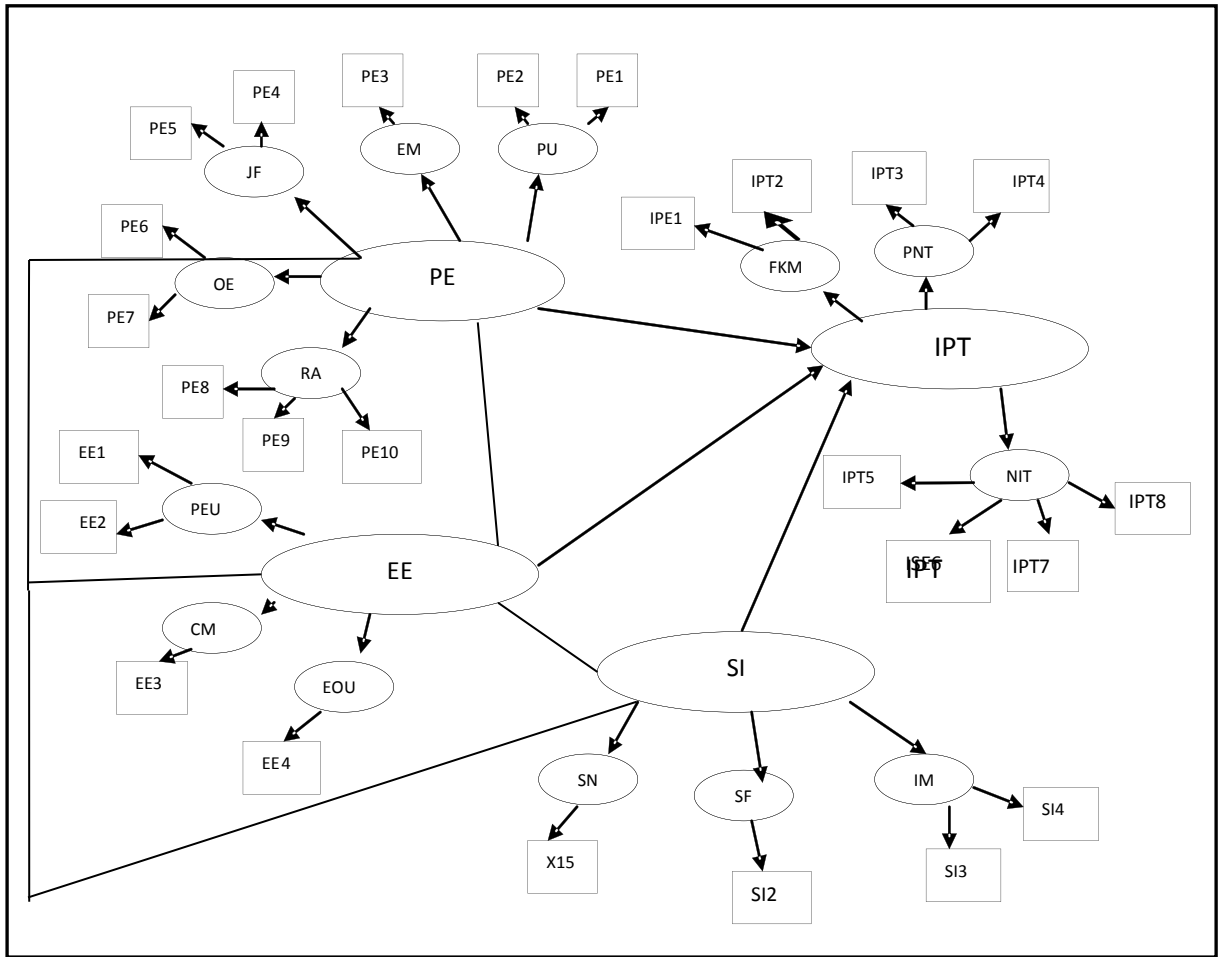 PE3
PE2
PE1
PE4
PE5
EM
PU
JF
IPT2
IPT3
IPT4
IPE1
PE6
PNT
FKM
OE
PE
PE7
IPT
RA
PE8
PE9
PE10
EE1
IPT5
NIT
IPT8
PEU
EE2
EE
IPT7
CM
SI
EE3
EOU
EE4
SN
SF
IM
SI4
X15
SI3
SI2